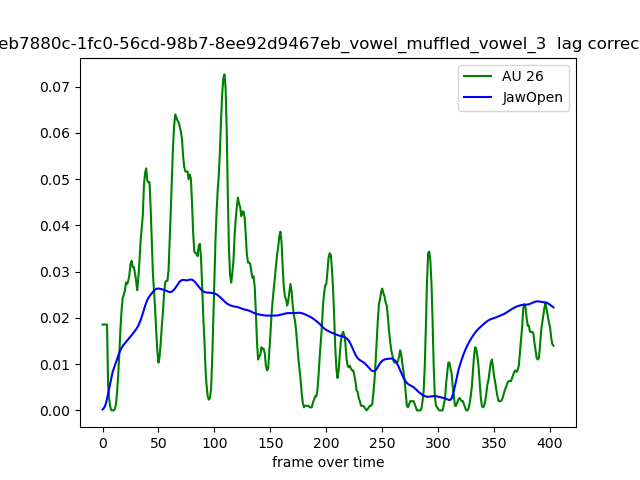 eb7880c-1fc0-56cd-98b7-8ee92d9467eb_vowel_muffled_vowel_3 lag correc
AU 26
JawOpen
0.07
0.06
0.05
0.04
0.03
0.02
0.01
0.00
0 50 100 150 200 250 300 350 400
frame over time